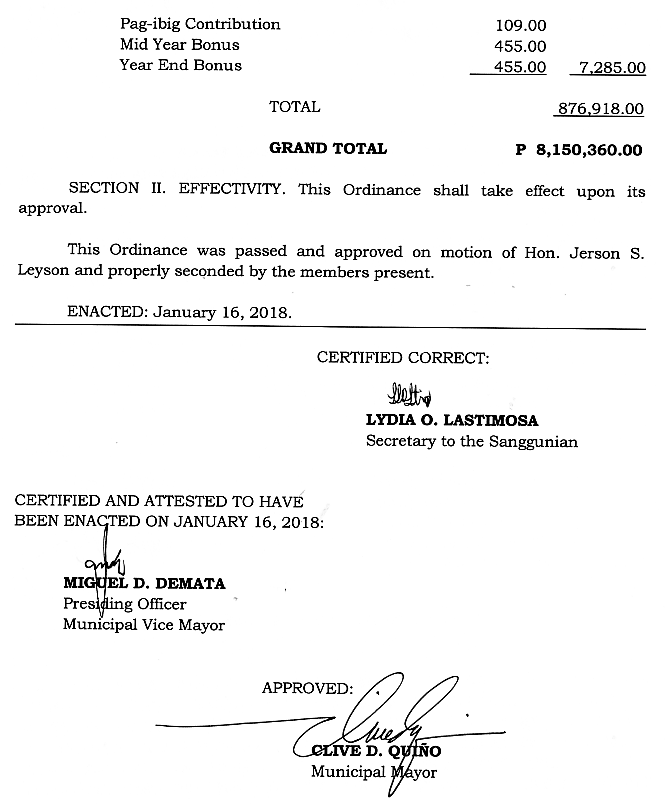 Pag-ibig Contribution 109.00
Mid Year Bonus 455.00
Year End Bonus 455.00 7,285.00
TOTAL 876,918.00
GRAND TOTAL P 8,150,360.00
SECTION II. EFFECTIVITY. This Ordinance shall take effect upon its
approval.
This Ordinance was passed and approved on motion of Hon. Jerson S.
Leyson and properly seconded by the members present.
ENACTED: January 16, 2018.
CERTIFIED CORRECT:
LYDIA O. LASTIMOSA
Secretary to the Sanggunian
CERTIFIED AND ATTESTED TO HAVE
BEEN ENACTED ON JANUARY 16, 2018:
MIGUEL D. DEMATA
Presiding Officer
Municipal Vice Mayor
APPROVED:
CLIVE D. QUIÑO
Municipal Mayor